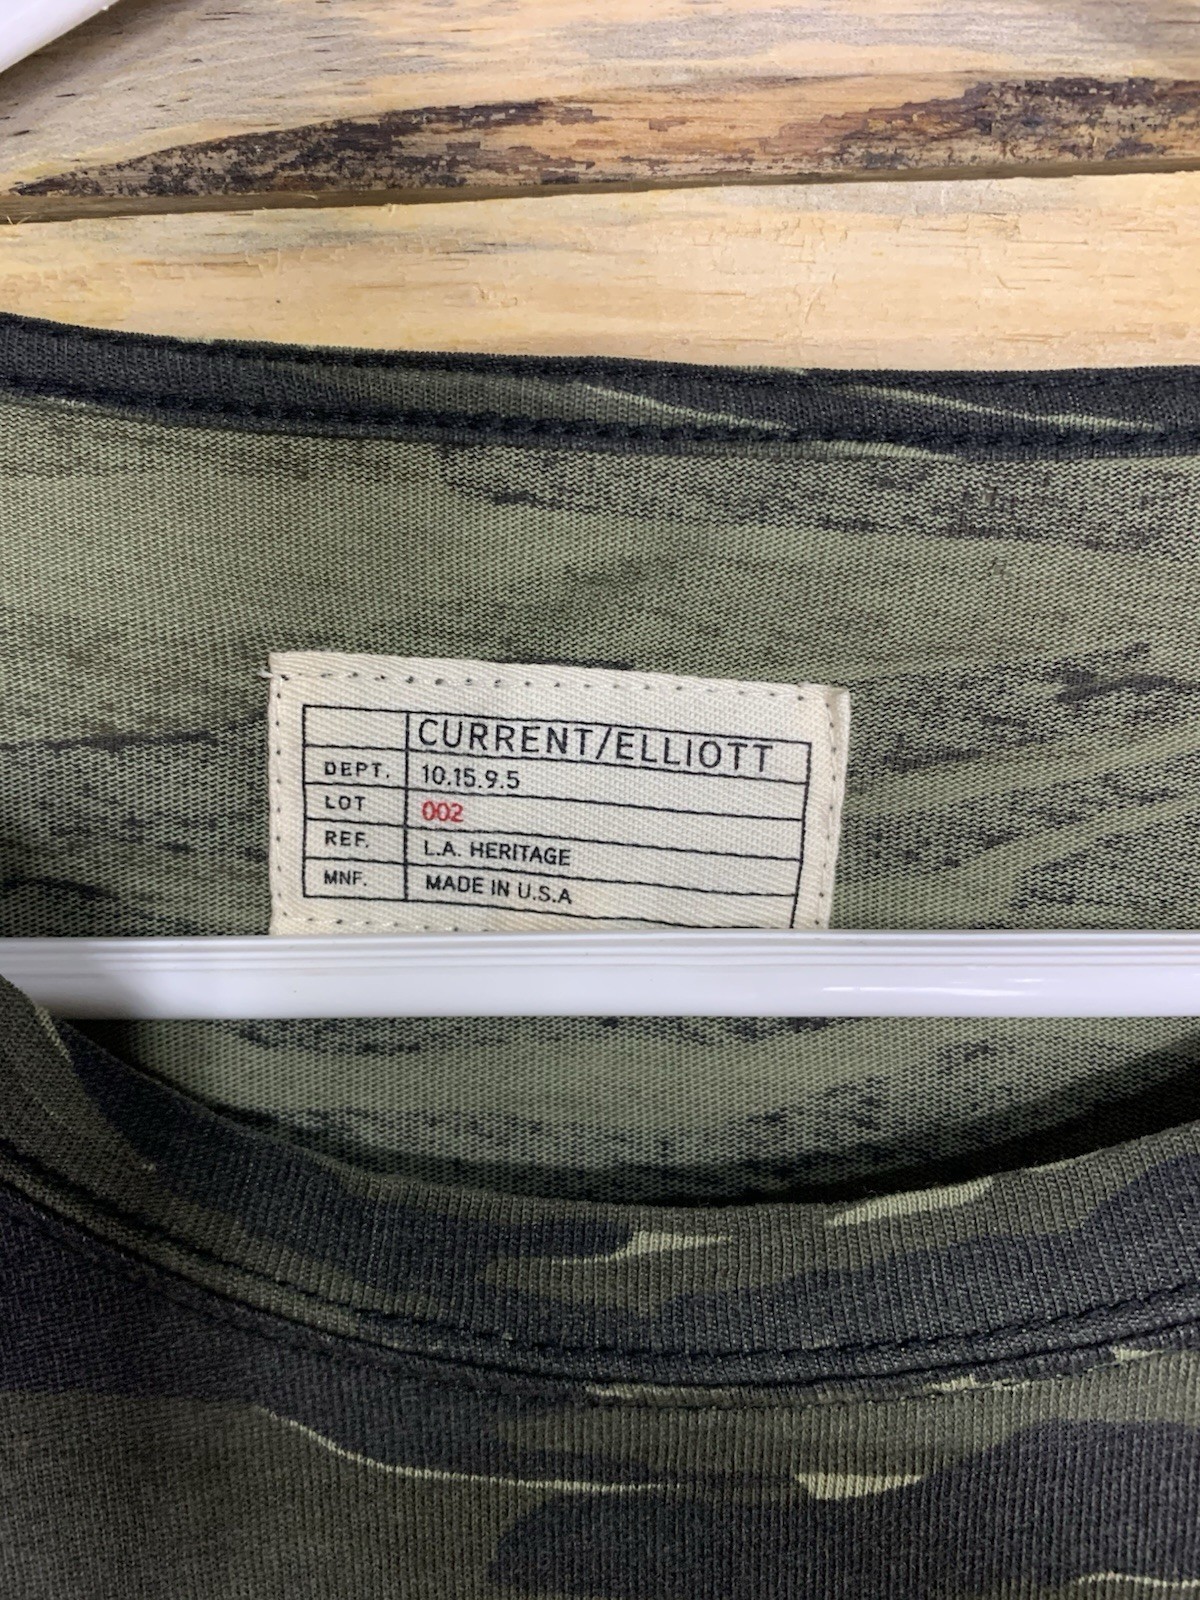 CURRENT/ELLIOTT
DEPT. 10.15.9.5
LOT 002
REF. L.A. HERITAGE
MNF. MADE IN U.S.A